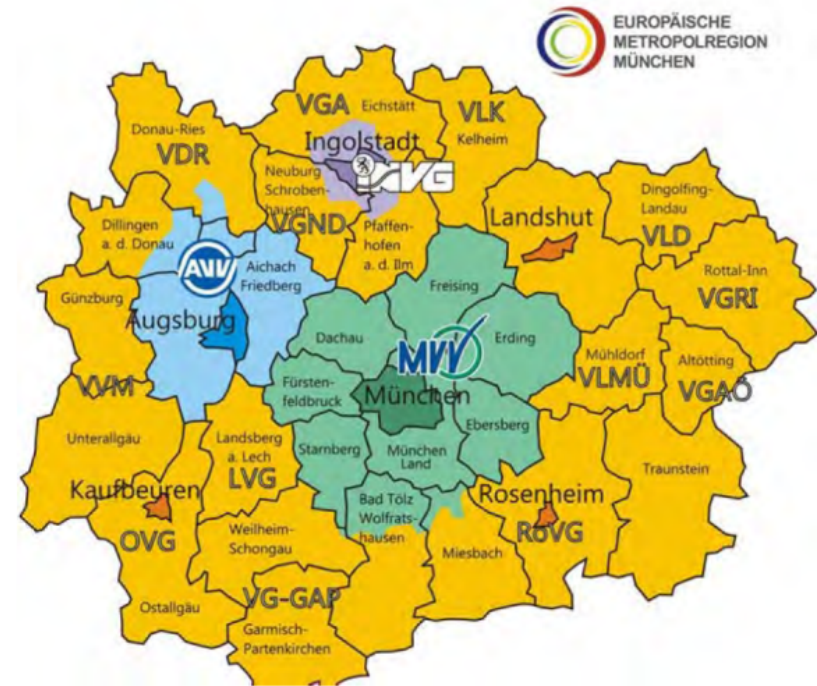 EUROPÄISCHE
METROPOLREGION
MÜNCHEN
VGA
Eichstätt
VLK
Kelheim
Donau-Ries
VDR
Ingolstadt
INVG
Neuburg
Schroben-
hausen
VGND
Pfaffen-
hofen
a. d. Ilm
Landshut
Dingolfing-
Landau
VLD
Rottal-Inn
VGRI
Dillingen
a. d. Donau
AVV
Aichach
Friedberg
Günzburg
Augsburg
Freising
Dachau
Erding
MVV
München
Mühldorf
VLMÜ
Altötting
VGAÖ
Fürsten-
feldbruck
VVM
Unterallgäu
Landsberg
a. Lech
LVG
Starnberg
München
Land
Ebersberg
Traunstein
Kaufbeuren
OVG
Ostallgäu
Weilheim-
Schongau
Bad Tölz
Wolfrats-
hausen
Miesbach
Rosenheim
RoVG
VG-GAP
Garmisch-
Partenkirchen